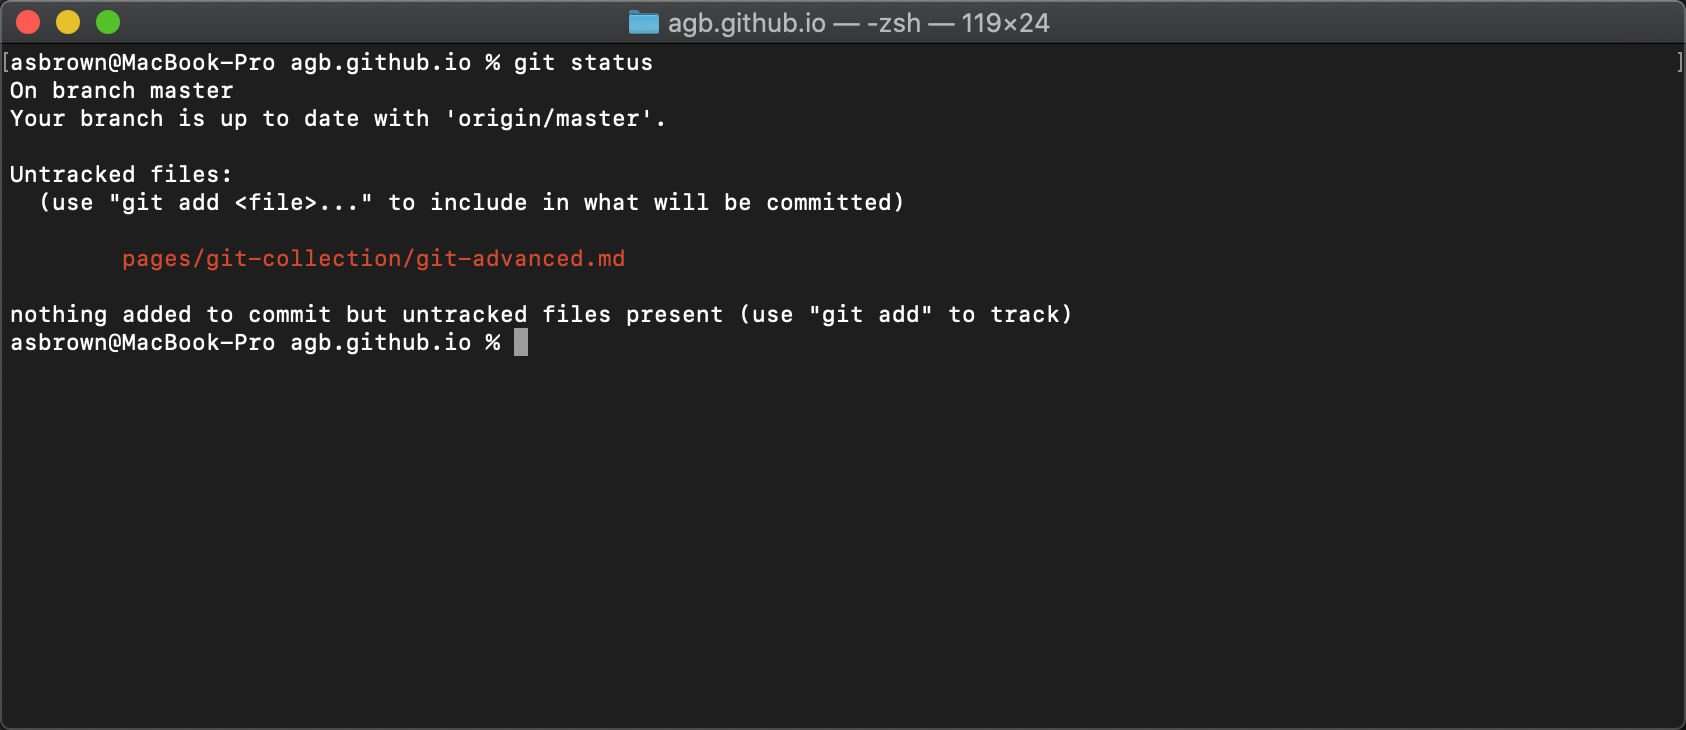 agb.github.io — -zsh — 119×24
[asbrown@MacBook-Pro agb.github.io % git status ]
On branch master
Your branch is up to date with 'origin/master'.
Untracked files:
  (use "git add <file>..." to include in what will be committed)
        pages/git-collection/git-advanced.md
nothing added to commit but untracked files present (use "git add" to track)
asbrown@MacBook-Pro agb.github.io %